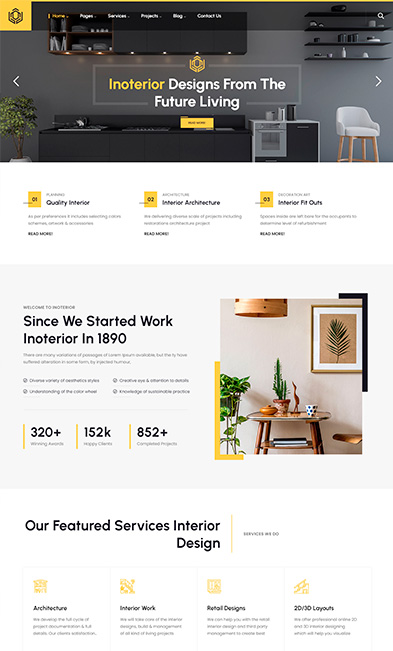 Home Pages Services Projects Blog Contact Us
Inoterior Designs From The
Future Living
READ MORE
01
PLANNING
Quality Interior
As per preferences it includes selecting colors
schemes, artwork & accessories
READ MORE!
02
ARCHITECTURE
Interior Architecture
We delivering diverse scale of projects including
restorations architecture project
READ MORE!
03
DECORATION ART
Interior Fit Outs
Spaces inside are left bare for the occupants to
determine level of refurbishment
READ MORE!
WELCOME TO INOTERIOR
Since We Started Work
Inoterior In 1890
There are many variations of passages of Lorem Ipsum available, but the ty have
suffered alteration in some form, by injected humour.
Diverse variety of aesthetics styles
Creative eye & attention to details
Understanding of the color wheel
Knowledge of sustainable practice
320+
Winning Awards
152k
Happy Clients
852+
Completed Projects
Our Featured Services Interior
Design
SERVICES WE DO
Architecture
We develop the full cycle of
project documentation & full
details. Our clients satisfaction..
Interior Work
We will take care of the interior
designs, build & management
of all kind of living projects
Retail Designs
We can help you with the retail
interior design and third party
management to create best
2D/3D Layouts
We offer professional online 2D
and 3D interior designing
which will help you visualise